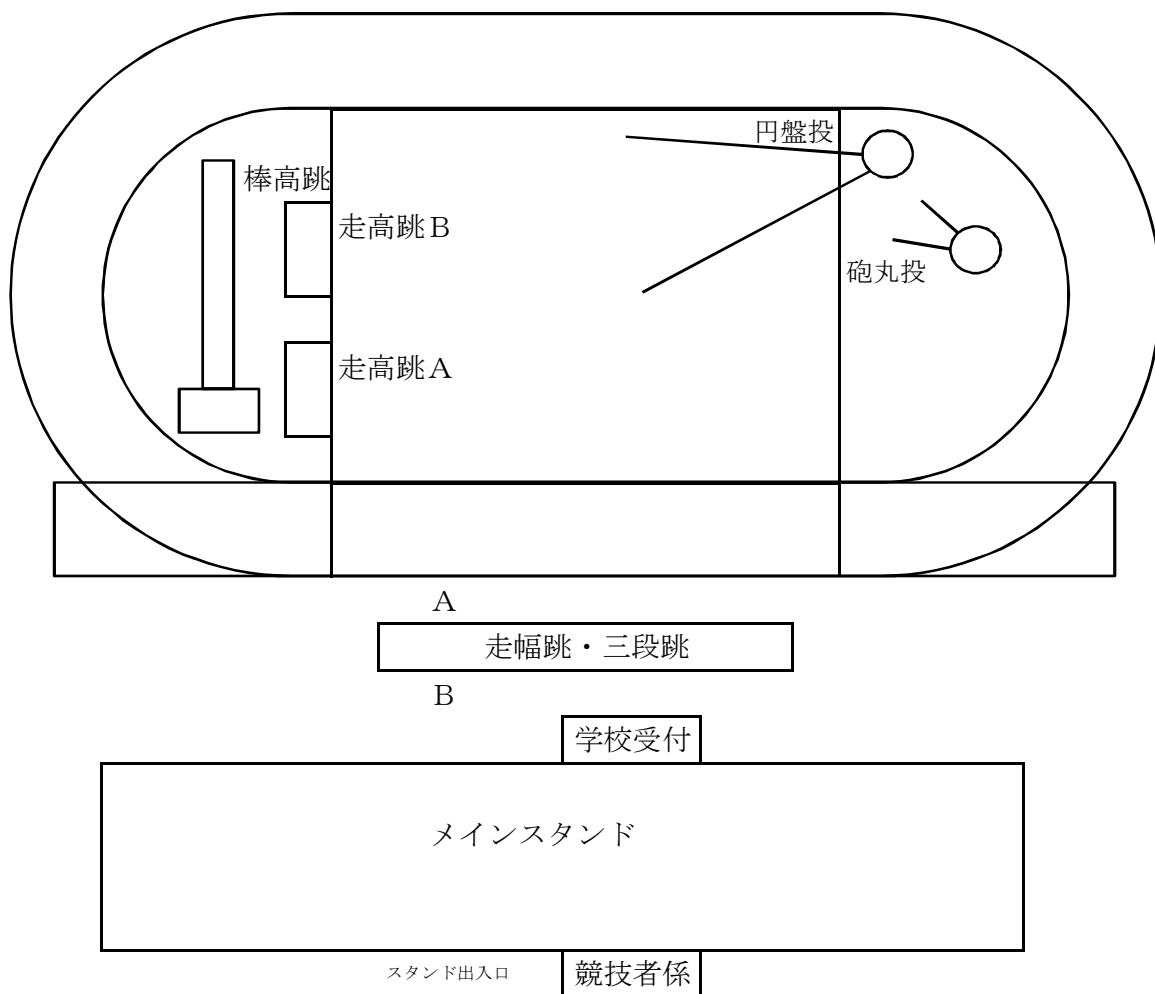 円盤投
棒高跳
走高跳Ｂ
砲丸投
走高跳Ａ
Ａ
走幅跳・三段跳
Ｂ
学校受付
メインスタンド
スタンド出入口
競技者係